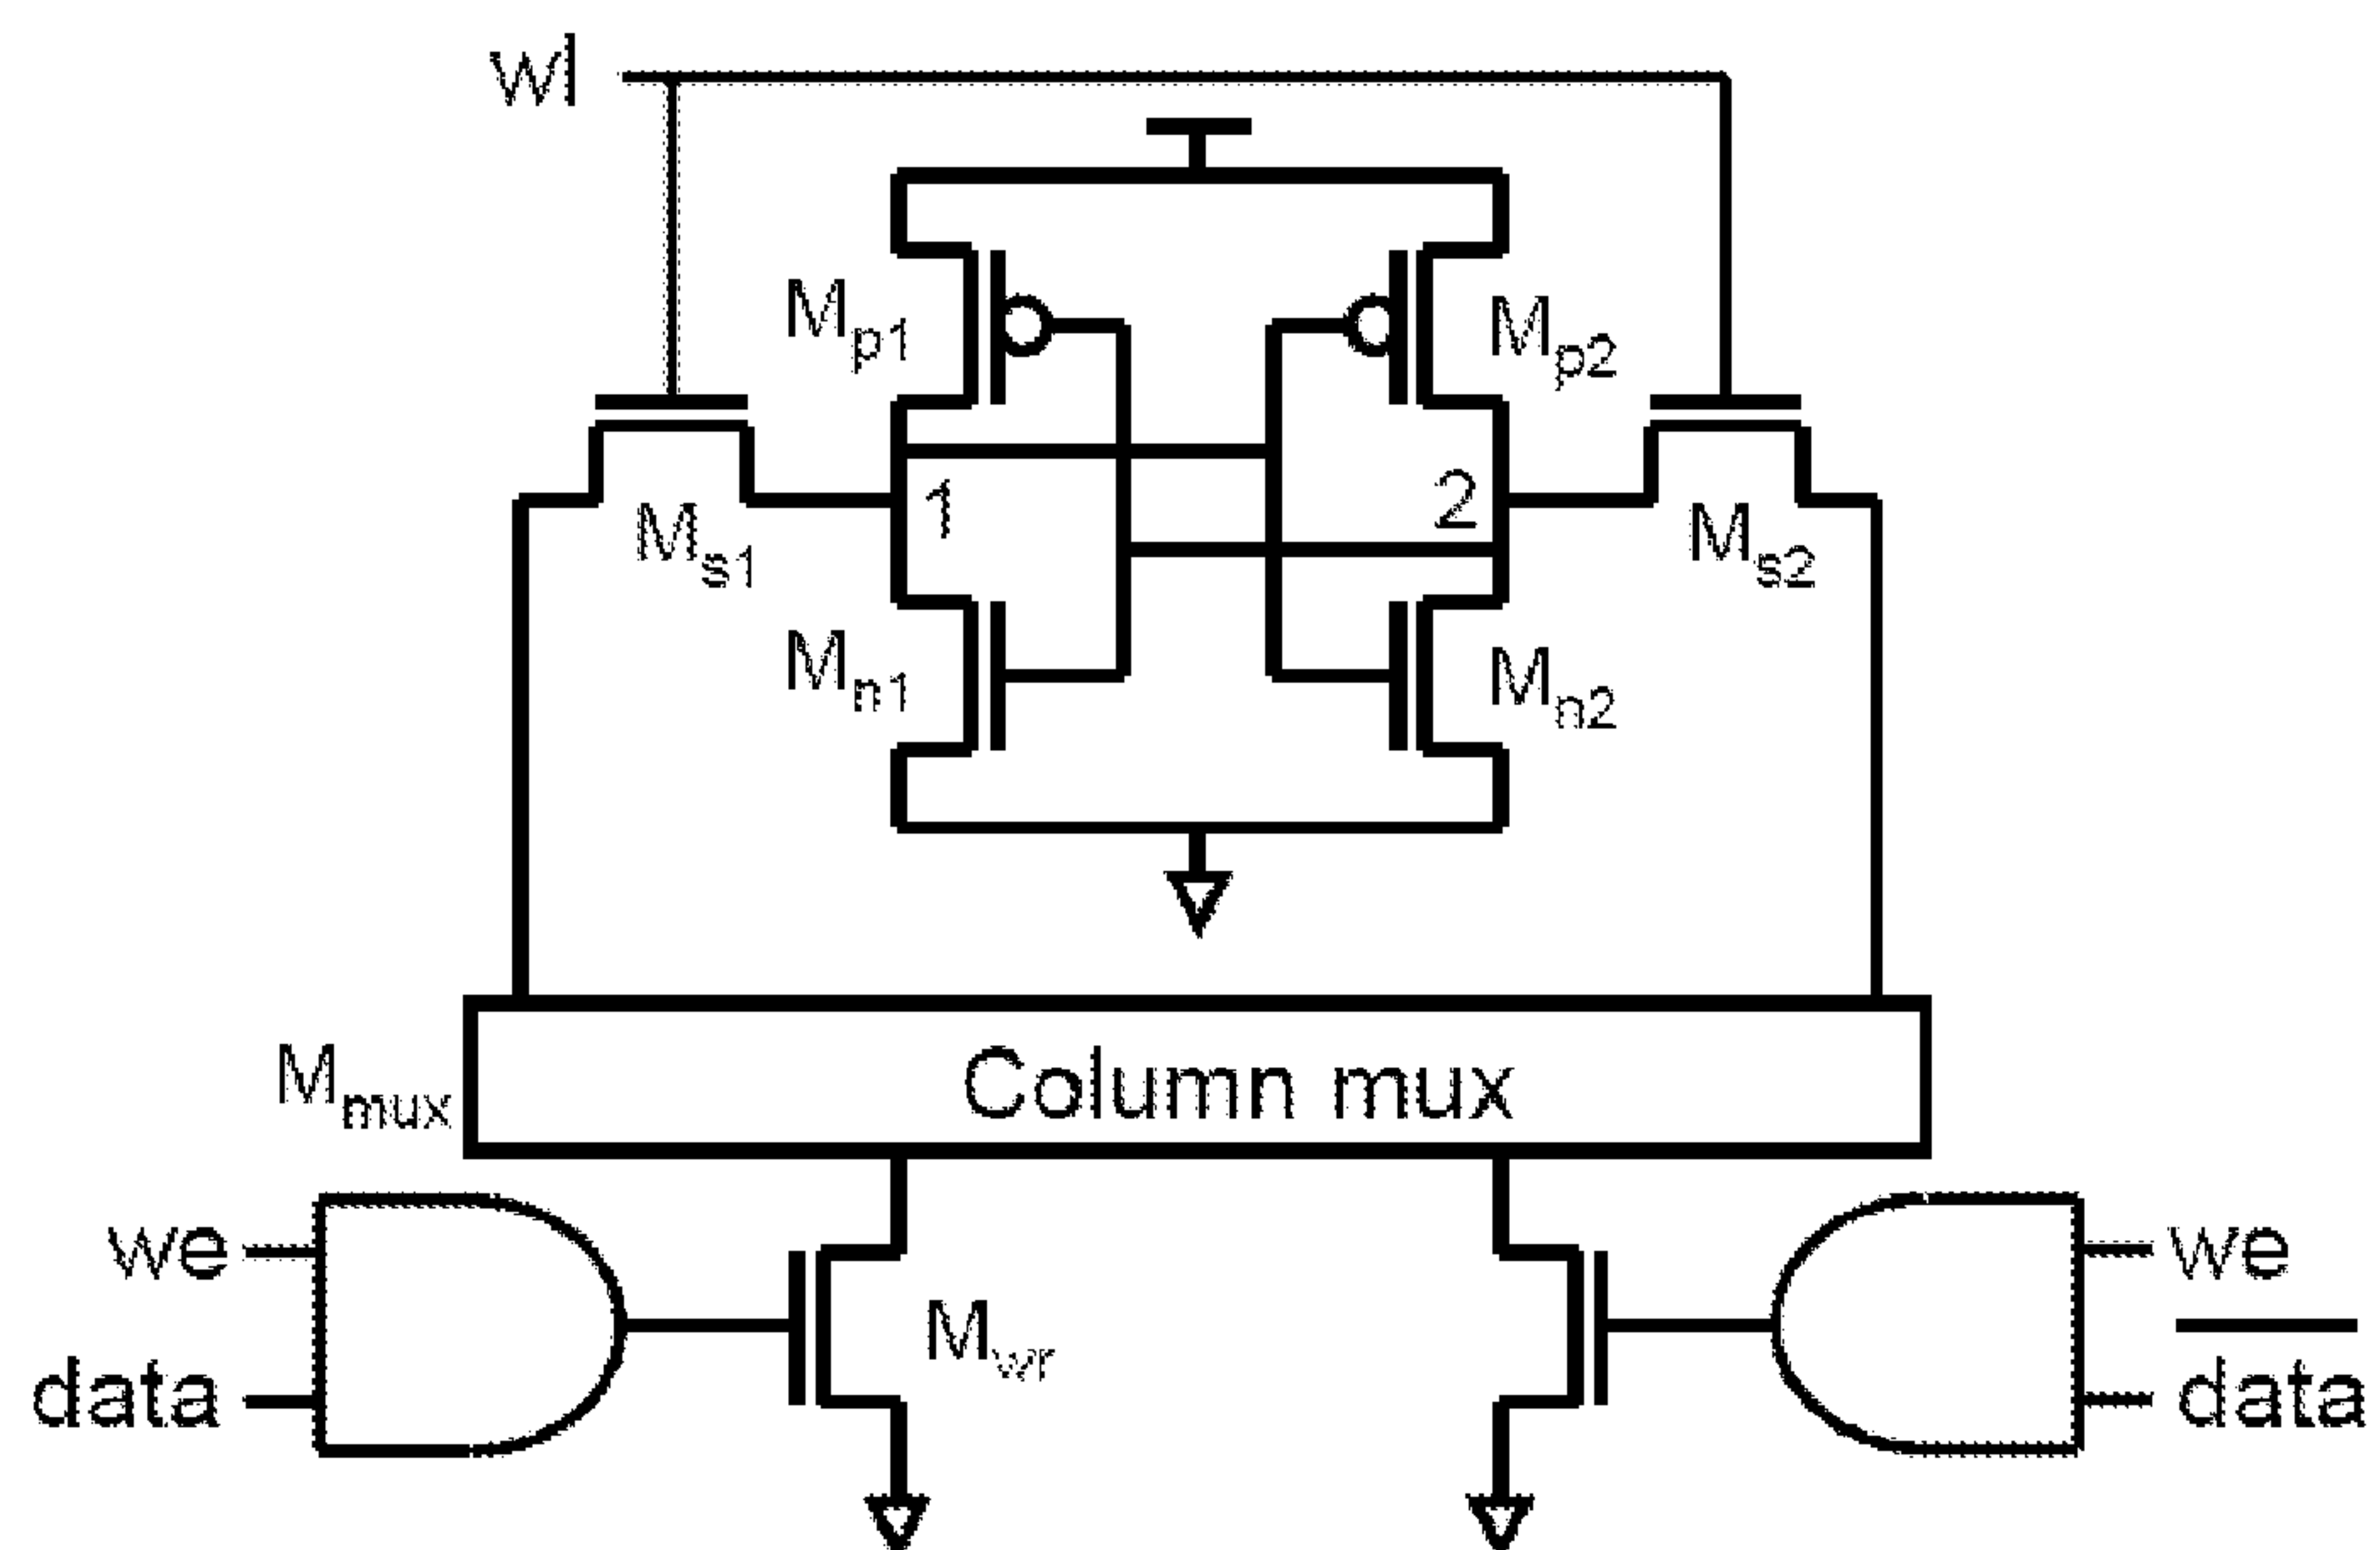 wl
Mp1
Mp2
1
2
Ms1
Ms2
Mn1
Mn2
Mmux
Column mux
we
we
Mwr
data
data